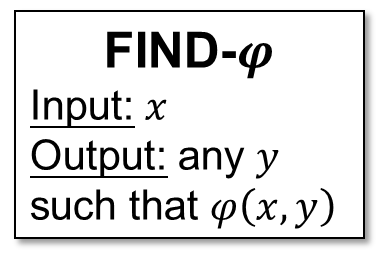 FIND-φ
Input: x
Output: any y
such that φ(x, y)